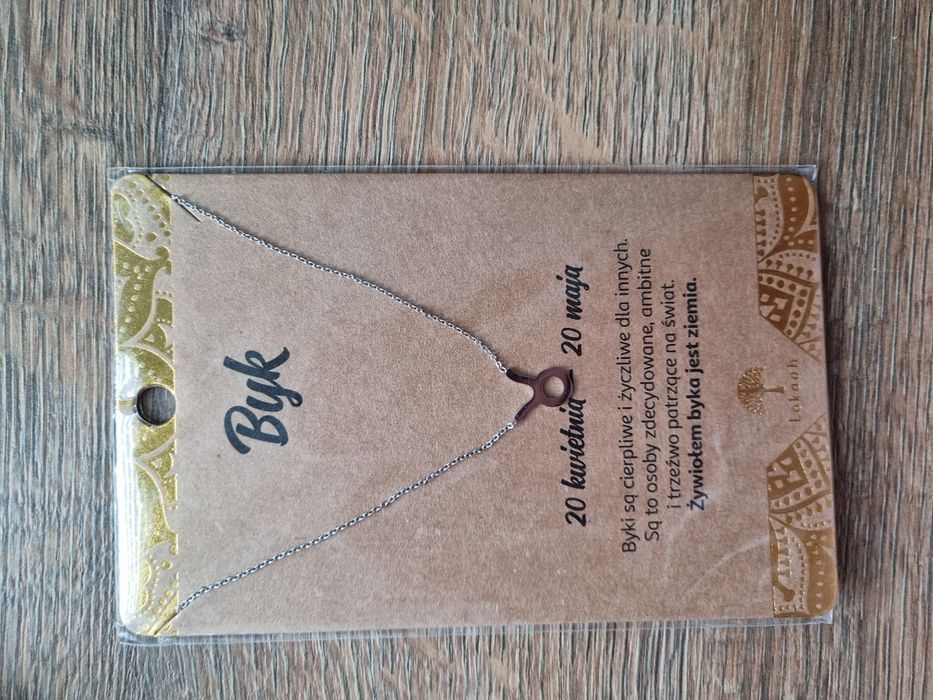 Byk
20 kwietnia 20 maja
Byki są cierpliwe i życzliwe dla innych.
Są to osoby zdecydowane, ambitne
i trzeźwo patrzące na świat.
Żywiołem byka jest ziemia.
Lakaah